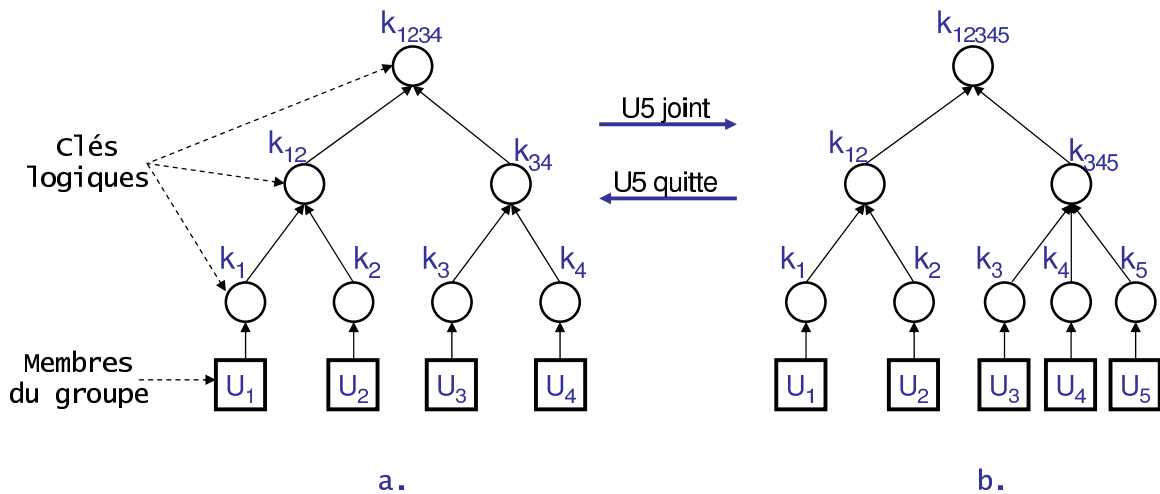 k1234
k12345
U5 joint
Clés
logiques
k12
k34
U5 quitte
k12
k345
k1
k2
k3
k4
k1
k2
k3
k4
k5
Membres
du groupe
U1
U2
U3
U4
U1
U2
U3
U4
U5
a.
b.